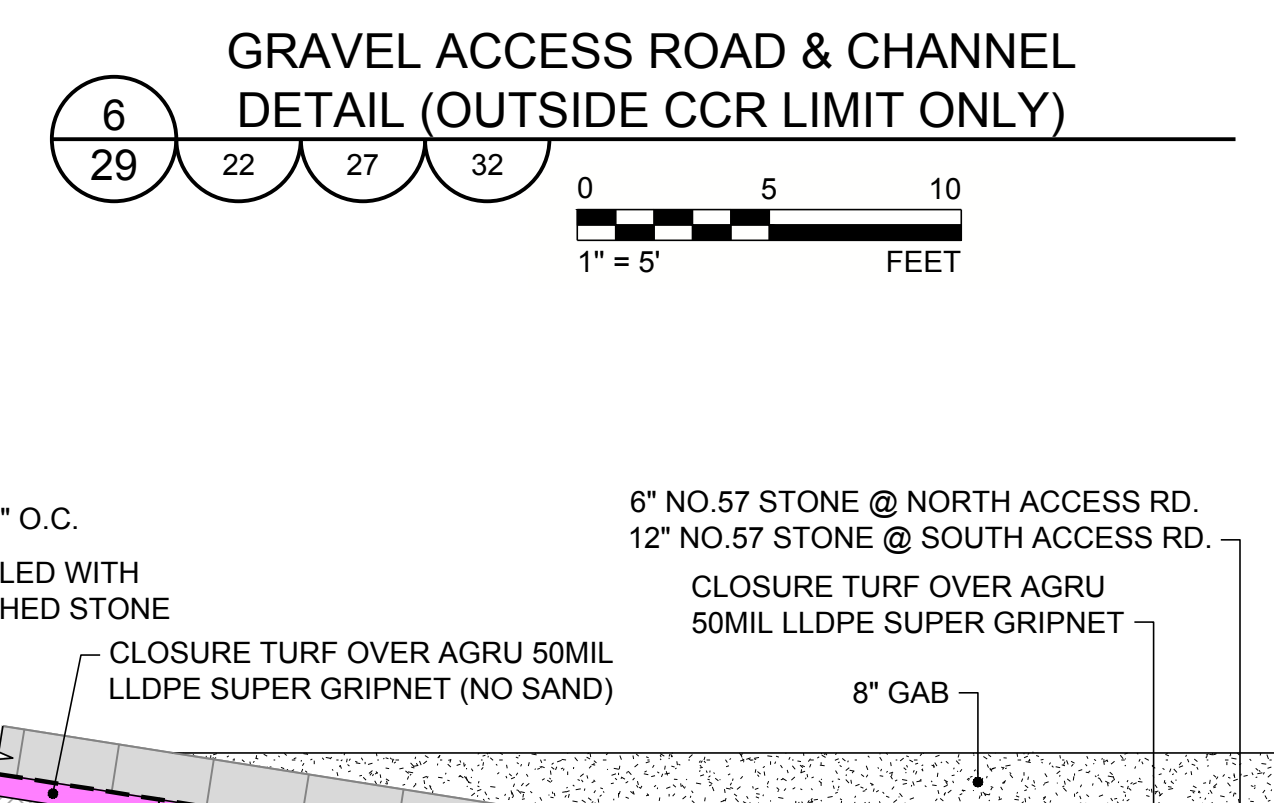 GRAVEL ACCESS ROAD & CHANNEL
DETAIL (OUTSIDE CCR LIMIT ONLY)
6
29
22
27
32
0 5 10
1" = 5' FEET
" O.C.
LED WITH
HED STONE
CLOSURE TURF OVER AGRU 50MIL
LLDPE SUPER GRIPNET (NO SAND)
6" NO.57 STONE @ NORTH ACCESS RD.
12" NO.57 STONE @ SOUTH ACCESS RD.
CLOSURE TURF OVER AGRU
50MIL LLDPE SUPER GRIPNET
8" GAB